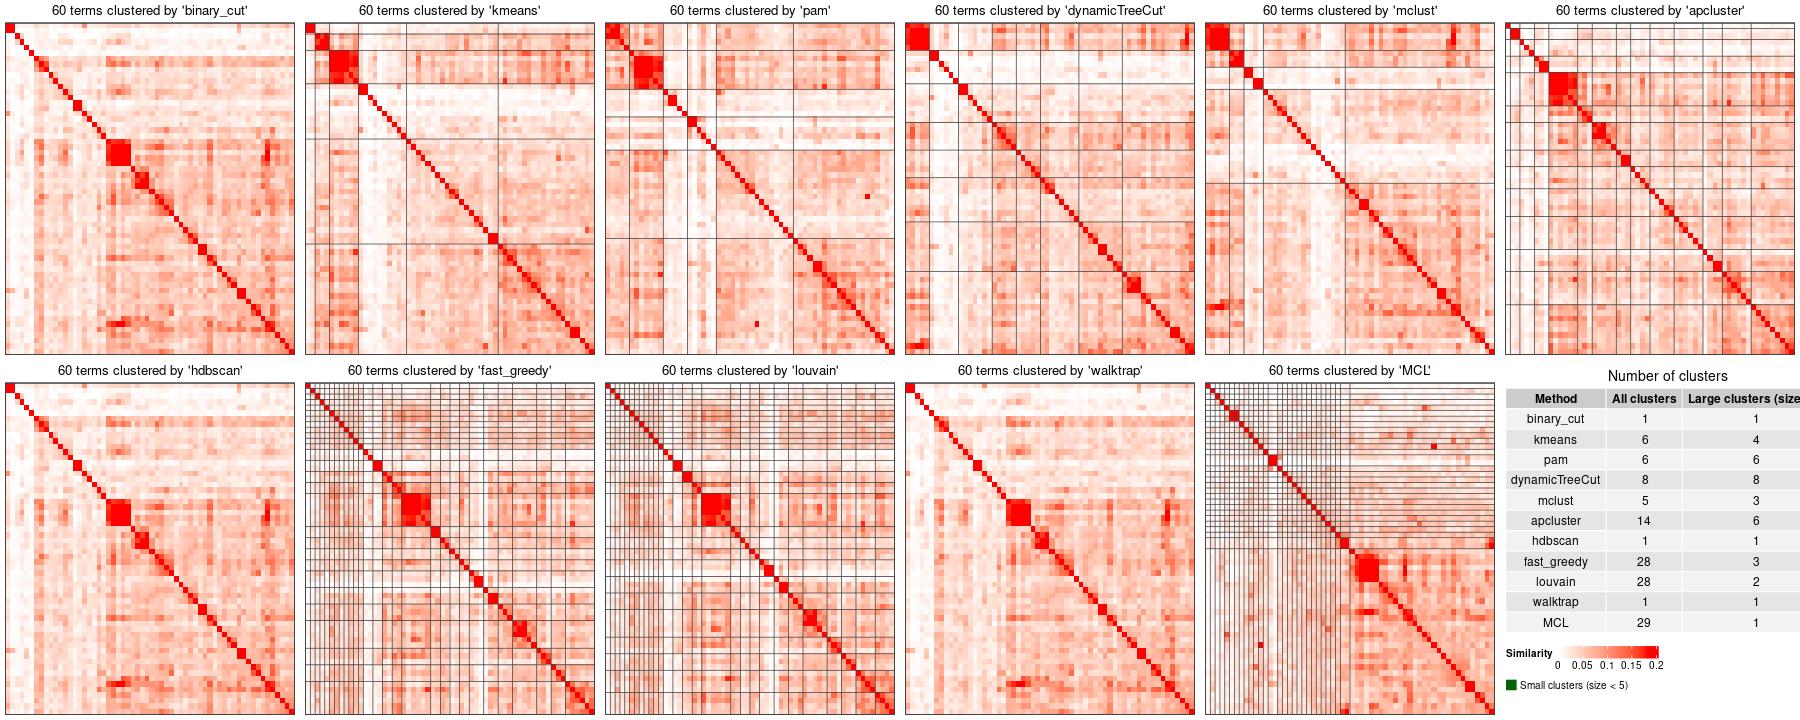 60 terms clustered by 'binary_cut'
60 terms clustered by 'kmeans'
60 terms clustered by 'pam'
60 terms clustered by 'dynamicTreeCut'
60 terms clustered by 'mclust'
60 terms clustered by 'apcluster'
60 terms clustered by 'hdbscan'
60 terms clustered by 'fast_greedy'
60 terms clustered by 'louvain'
60 terms clustered by 'walktrap'
60 terms clustered by 'MCL'
Number of clusters
Method All clusters Large clusters (size
binary_cut 1 1
kmeans 6 4
pam 6 6
dynamicTreeCut 8 8
mclust 5 3
apcluster 14 6
hdbscan 1 1
fast_greedy 28 3
louvain 28 2
walktrap 1 1
MCL 29 1
Similarity
0 0.05 0.1 0.15 0.2
Small clusters (size < 5)